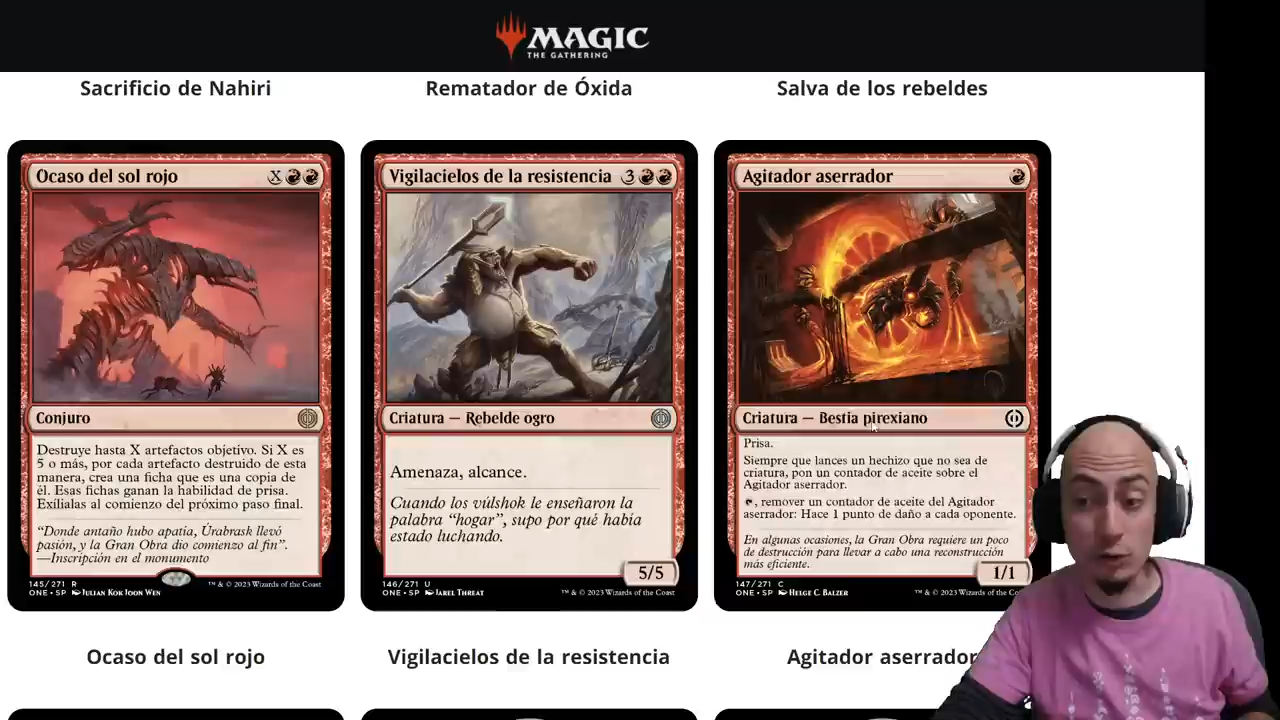 MAGIC
THE GATHERING
Sacrificio de Nahiri
Rematador de Óxida
Salva de los rebeldes
Ocaso del sol rojo
X
Conjuro
Destruye hasta X artefactos objetivo. Si X es
5 o más, por cada artefacto destruido de esta
manera, crea una ficha que es una copia de
él. Esas fichas ganan la habilidad de prisa.
Exílialas al comienzo del próximo paso final.
“Donde antaño hubo apatía, Úrabrask llevó
pasión, y la Gran Obra dio comienzo al fin”.
—Inscripción en el monumento
145/271 R
ONE • SP Julian Kok Joon Wen
™ & © 2023 Wizards of the Coast
Vigilacielos de la resistencia
3
Criatura — Rebelde ogro
Amenaza, alcance.
Cuando los vúlshok le enseñaron la
palabra “hogar”, supo por qué había
estado luchando.
5/5
146/271 U
ONE • SP Jarel Threat
™ & © 2023 Wizards of the Coast
Agitador aserrador
Criatura — Bestia pirexiano
Prisa.
Siempre que lances un hechizo que no sea de
criatura, pon un contador de aceite sobre el
Agitador aserrador.
, remover un contador de aceite del Agitador
aserrador: Hace 1 punto de daño a cada oponente.
En algunas ocasiones, la Gran Obra requiere un poco
de destrucción para llevar a cabo una reconstrucción
más eficiente.
1/1
147/271 C
ONE • SP Helge C. Balzer
™ & © 2023 Wizards of the Co
Ocaso del sol rojo
Vigilacielos de la resistencia
Agitador aserrador